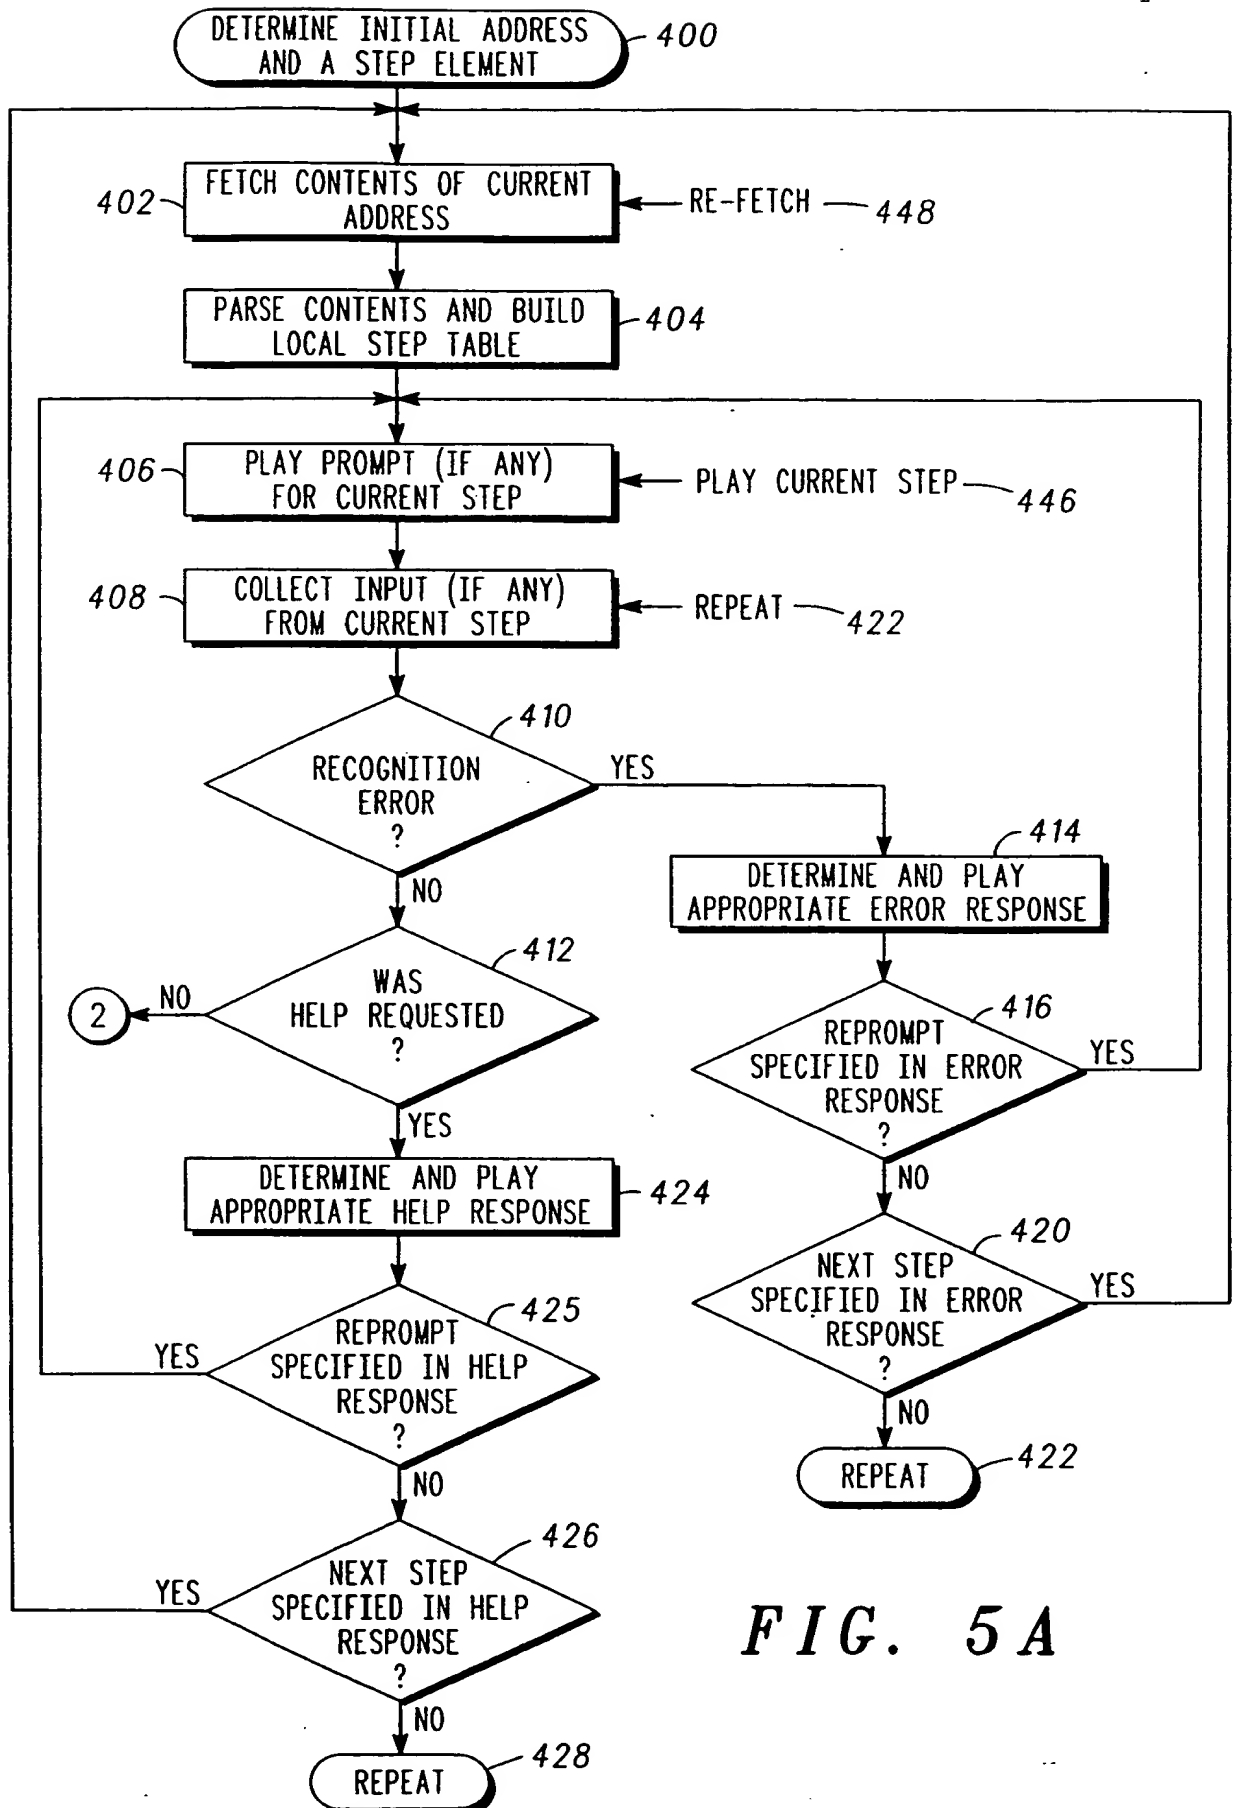 DETERMINE INITIAL ADDRESS
AND A STEP ELEMENT
400
FETCH CONTENTS OF CURRENT
ADDRESS
402
RE-FETCH
448
PARSE CONTENTS AND BUILD
LOCAL STEP TABLE
404
406
PLAY PROMPT (IF ANY)
FOR CURRENT STEP
PLAY CURRENT STEP
446
408
COLLECT INPUT (IF ANY)
FROM CURRENT STEP
REPEAT
422
410
RECOGNITION
ERROR
?
YES
NO
414
DETERMINE AND PLAY
APPROPRIATE ERROR RESPONSE
412
WAS
HELP REQUESTED
?
NO
2
YES
416
REPROMPT
SPECIFIED IN ERROR
RESPONSE
?
YES
NO
DETERMINE AND PLAY
APPROPRIATE HELP RESPONSE
424
420
NEXT STEP
SPECIFIED IN ERROR
RESPONSE
?
YES
NO
425
REPROMPT
SPECIFIED IN HELP
RESPONSE
?
YES
NO
REPEAT
422
426
NEXT STEP
SPECIFIED IN HELP
RESPONSE
?
YES
NO
REPEAT
428
FIG. 5A